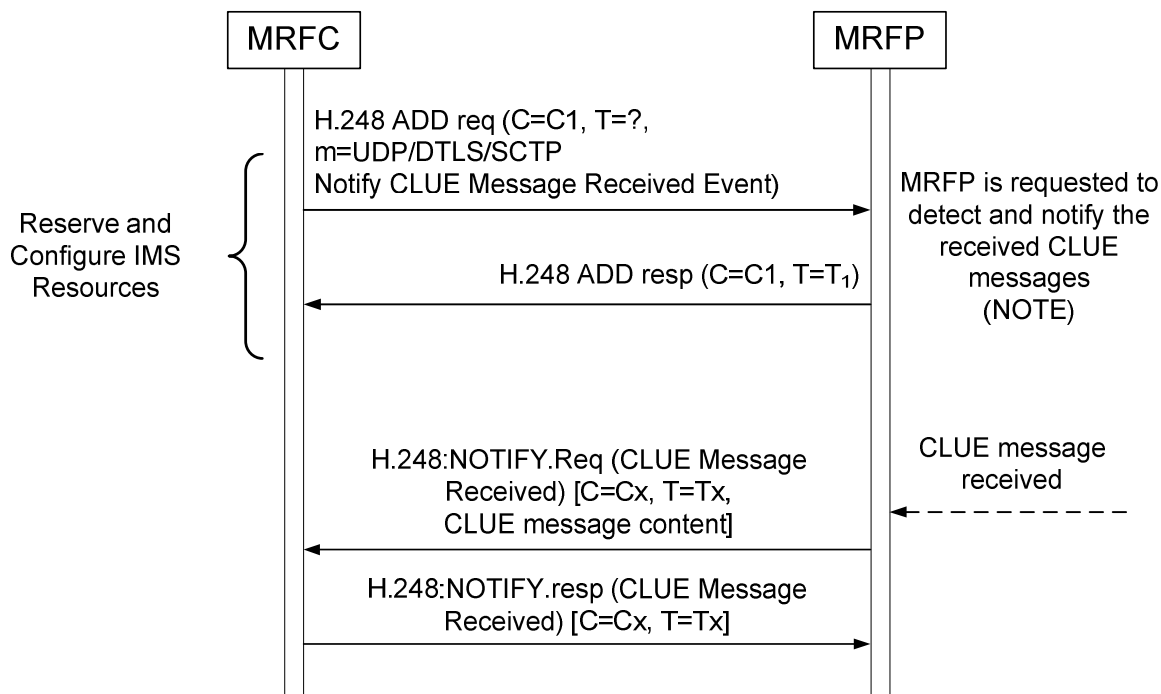 MRFC
MRFP
H.248 ADD req (C=C1, T=?,
m=UDP/DTLS/SCTP
Notify CLUE Message Received Event)
Reserve and
Configure IMS
Resources
MRFP is requested to
detect and notify the
received CLUE
messages
(NOTE)
H.248 ADD resp (C=C1, T=T₁)
CLUE message
received
H.248:NOTIFY.Req (CLUE Message
Received) [C=Cx, T=Tx,
CLUE message content]
H.248:NOTIFY.resp (CLUE Message
Received) [C=Cx, T=Tx]